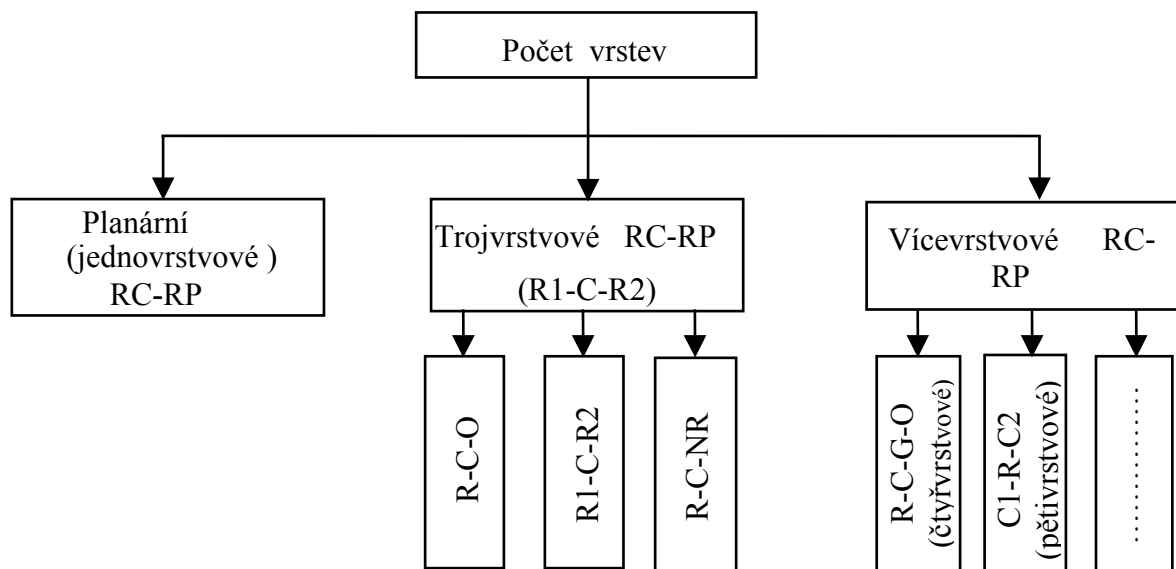 Počet vrstev
Planární
(jednovrstvové )
RC-RP
Trojvrstvové RC-RP
(R1-C-R2)
Vícevrstvové RC-
RP
R-C-O
R1-C-R2
R-C-NR
R-C-G-O
(čtyřvrstvové)
C1-R-C2
(pětivrstvové)
...........